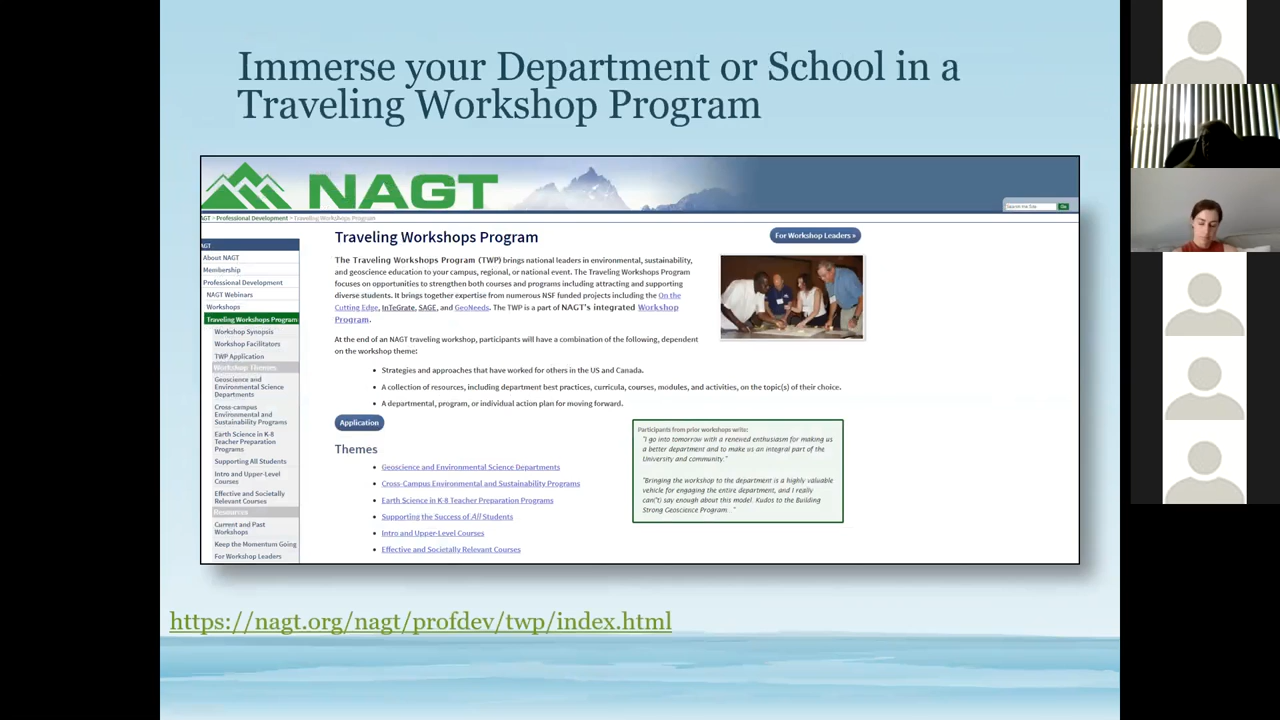 Immerse your Department or School in a
Traveling Workshop Program
NAGT
NAGT > Professional Development > Traveling Workshops Program
Search the Site
Go
AGT
About NAGT
Membership
Professional Development
NAGT Webinars
Workshops
Traveling Workshops Program
Workshop Synopsis
Workshop Facilitators
TWP Application
Workshop Themes
Geoscience and
Environmental Science
Departments
Cross-campus
Environmental and
Sustainability Programs
Earth Science in K-8
Teacher Preparation
Programs
Supporting All Students
Intro and Upper-Level
Courses
Effective and Societally
Relevant Courses
Resources
Current and Past
Workshops
Keep the Momentum Going
For Workshop Leaders
Traveling Workshops Program
For Workshop Leaders »
The Traveling Workshops Program (TWP) brings national leaders in environmental, sustainability,
and geoscience education to your campus, regional, or national event. The Traveling Workshops Program
focuses on opportunities to strengthen both courses and programs including attracting and supporting
diverse students. It brings together expertise from numerous NSF funded projects including the On the
Cutting Edge, InTeGrate, SAGE, and GeoNeeds. The TWP is a part of NAGT's integrated Workshop
Program.
At the end of an NAGT traveling workshop, participants will have a combination of the following, dependent
on the workshop theme:
• Strategies and approaches that have worked for others in the US and Canada.
• A collection of resources, including department best practices, curricula, courses, modules, and activities, on the topic(s) of their choice.
• A departmental, program, or individual action plan for moving forward.
Application
Themes
• Geoscience and Environmental Science Departments
• Cross-Campus Environmental and Sustainability Programs
• Earth Science in K-8 Teacher Preparation Programs
• Supporting the Success of All Students
• Intro and Upper-Level Courses
• Effective and Societally Relevant Courses
Participants from prior workshops write:
"I go into tomorrow with a renewed enthusiasm for making us
a better department and to make us an integral part of the
University and community."
"Bringing the workshop to the department is a highly valuable
vehicle for engaging the entire department, and I really
can(t) say enough about this model. Kudos to the Building
Strong Geoscience Program. ."
https://nagt.org/nagt/profdev/twp/index.html